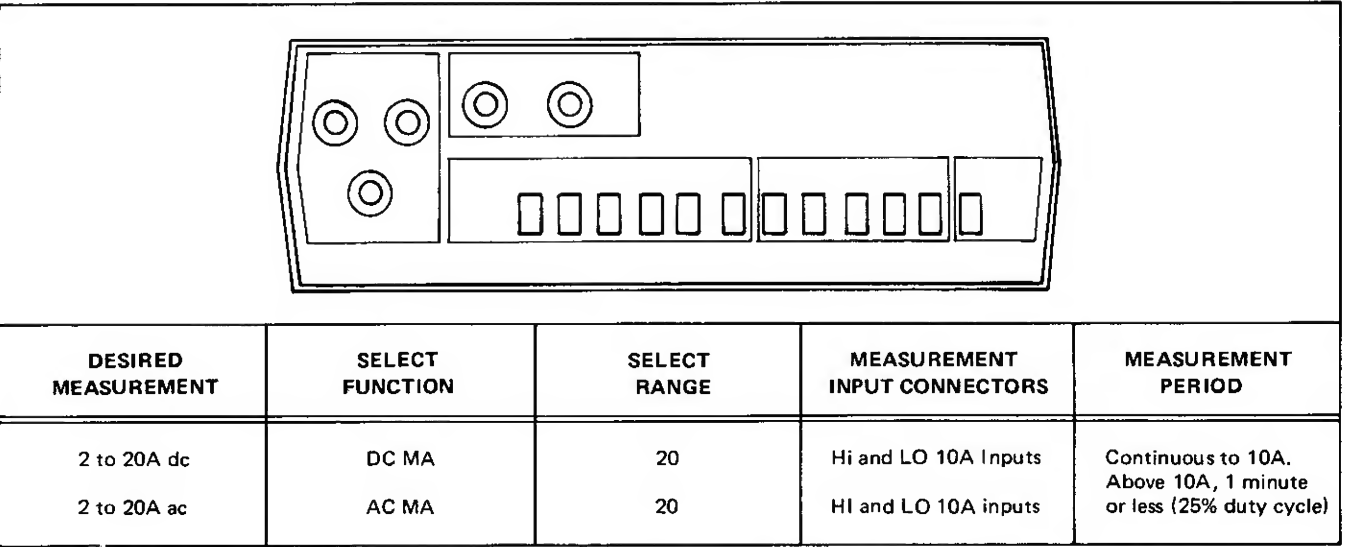 DESIRED
MEASUREMENT
SELECT
FUNCTION
SELECT
RANGE
MEASUREMENT
INPUT CONNECTORS
MEASUREMENT
PERIOD
2 to 20A dc
DC MA
20
Hi and LO 10A Inputs
Continuous to 10A.
Above 10A, 1 minute
or less (25% duty cycle)
2 to 20A ac
AC MA
20
HI and LO 10A inputs